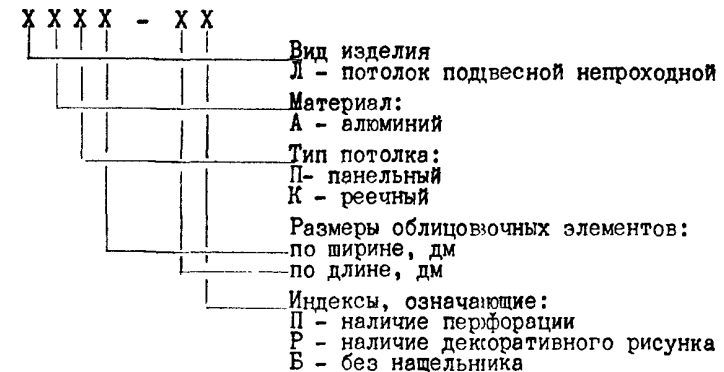 Х Х Х Х - Х Х
Вид изделия
Л - потолок подвесной непроходной
Материал:
А - алюминий
Тип потолка:
П- панельный
К - реечный
Размеры облицовочных элементов:
по ширине, дм
по длине, дм
Индексы, означающие:
П - наличие перфорации
Р - наличие декоративного рисунка
Б - без нащельника